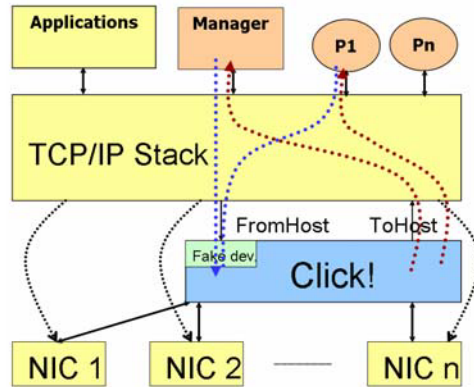 Applications
Manager
P1
Pn
TCP/IP Stack
FromHost
ToHost
Fake dev.
Click!
NIC 1
NIC 2
NIC n